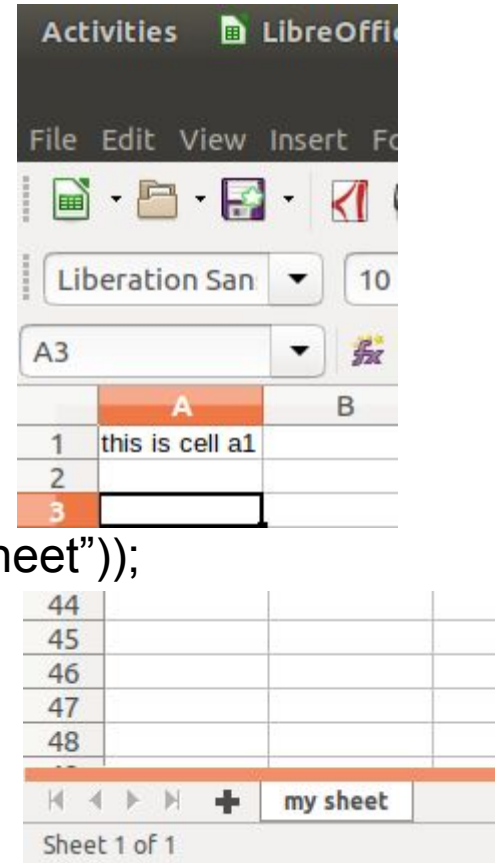 Activities LibreOffi
File Edit View Insert Fo
Liberation San 10
A3 fx
A B
1 this is cell a1
2
3
heet”));
44
45
46
47
48
my sheet
Sheet 1 of 1